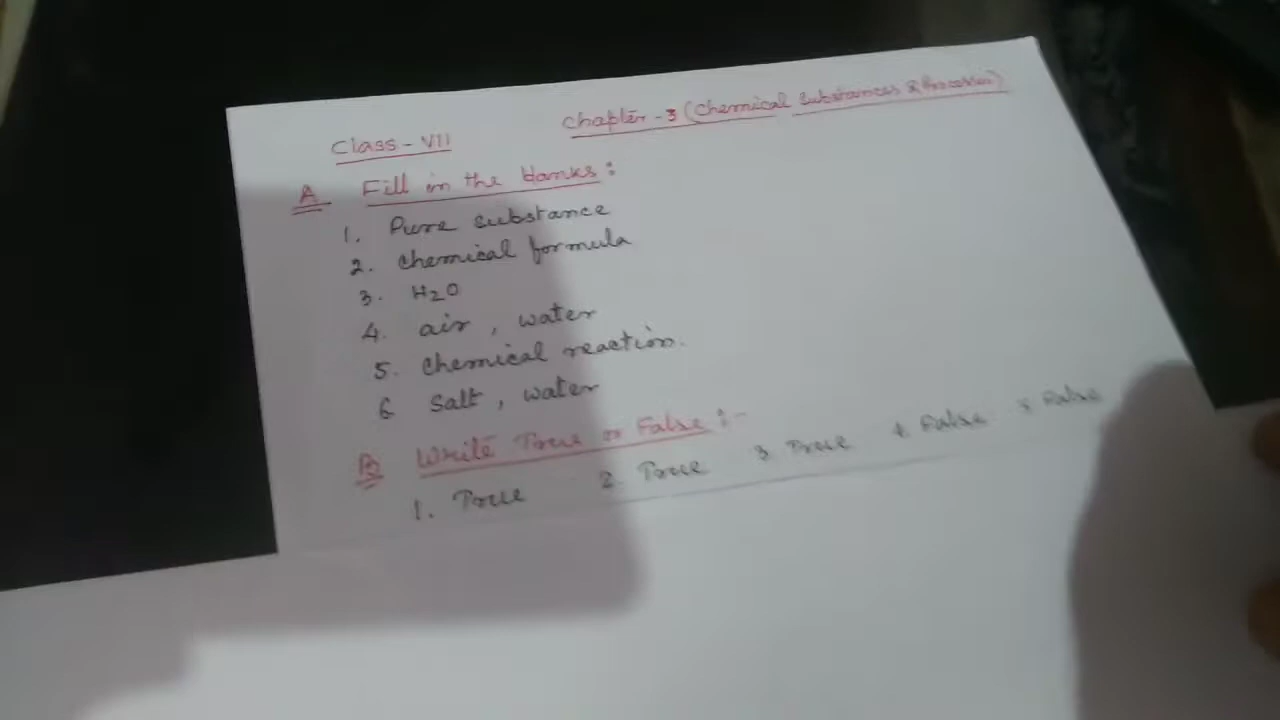 Class - VII
Chapter - 3 (Chemical Substances & Processes)
A Fill in the blanks :
1. Pure substance
2. Chemical formula
3. H2O
4. air , water
5. Chemical reaction.
6 Salt , water
B Write True or False :-
1. True 2. True 3 True 4 False 5 False